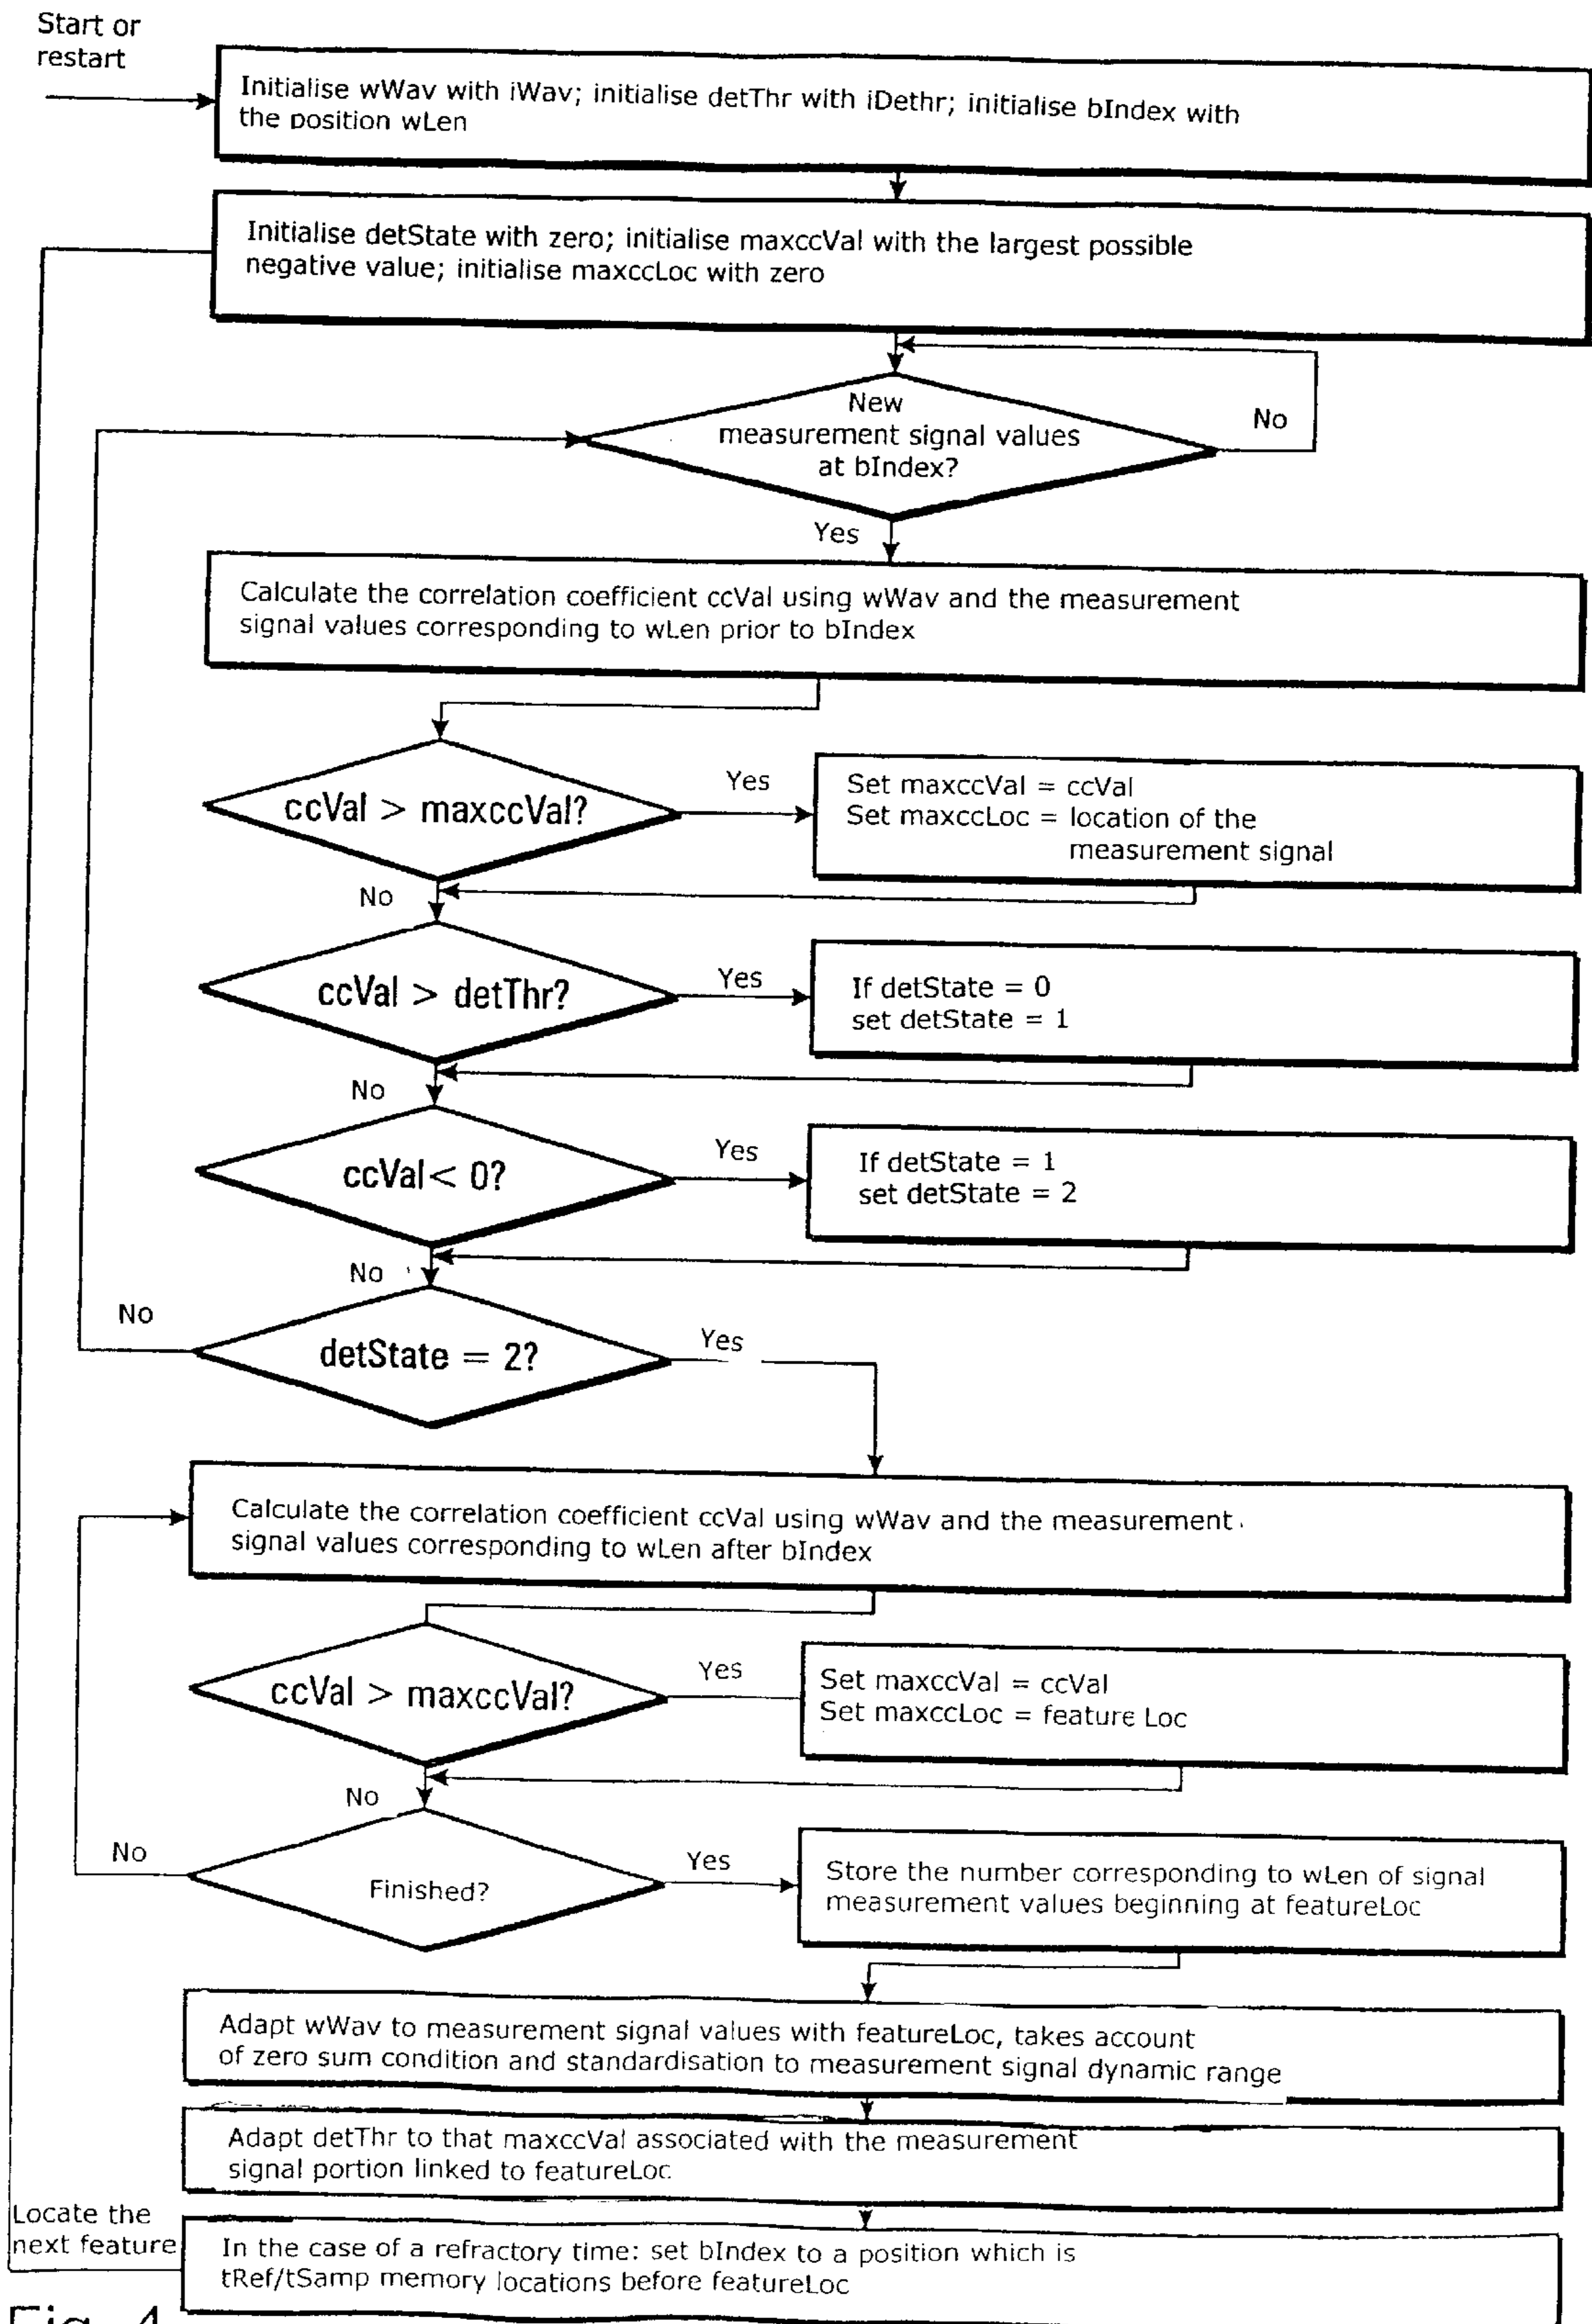 Start or
restart
Initialise wWav with iWav; initialise detThr with iDethr; initialise bIndex with
the position wLen
Initialise detState with zero; initialise maxccVal with the largest possible
negative value; initialise maxccLoc with zero
New
measurement signal values
at bIndex?
No
Yes
Calculate the correlation coefficient ccVal using wWav and the measurement
signal values corresponding to wLen prior to bIndex
ccVal > maxccVal?
Yes
Set maxccVal = ccVal
Set maxccLoc = location of the
measurement signal
No
ccVal > detThr?
Yes
If detState = 0
set detState = 1
No
ccVal < 0?
Yes
If detState = 1
set detState = 2
No
No
detState = 2?
Yes
Calculate the correlation coefficient ccVal using wWav and the measurement
signal values corresponding to wLen after bIndex
ccVal > maxccVal?
Yes
Set maxccVal = ccVal
Set maxccLoc = feature Loc
No
No
Finished?
Yes
Store the number corresponding to wLen of signal
measurement values beginning at featureLoc
Adapt wWav to measurement signal values with featureLoc, takes account
of zero sum condition and standardisation to measurement signal dynamic range
Adapt detThr to that maxccVal associated with the measurement
signal portion linked to featureLoc
Locate the
next feature
In the case of a refractory time: set bIndex to a position which is
tRef/tSamp memory locations before featureLoc
Fig. 4